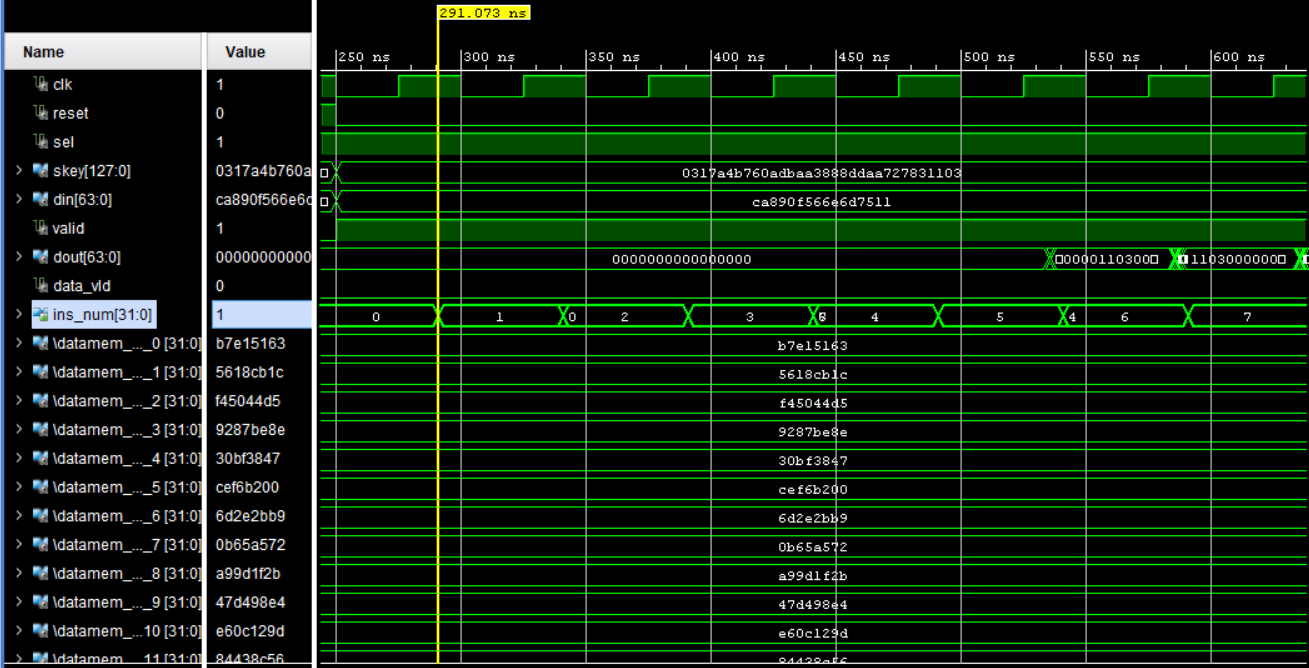 291.073 ns
Name Value
250 ns 300 ns 350 ns 400 ns 450 ns 500 ns 550 ns 600 ns
clk 1
reset 0
sel 1
skey[127:0] 0317a4b760a 0317a4b760adbaa3888ddaa727831103
din[63:0] ca890f566e6d ca890f566e6d7511
valid 1
dout[63:0] 00000000000 0000000000000000 00001103000 1103000000
data_vld 0
ins_num[31:0] 1 0 1 0 2 3 4 5 4 6 7
\datamem_..._0 [31:0] b7e15163 b7e15163
\datamem_..._1 [31:0] 5618cb1c 5618cb1c
\datamem_..._2 [31:0] f45044d5 f45044d5
\datamem_..._3 [31:0] 9287be8e 9287be8e
\datamem_..._4 [31:0] 30bf3847 30bf3847
\datamem_..._5 [31:0] cef6b200 cef6b200
\datamem_..._6 [31:0] 6d2e2bb9 6d2e2bb9
\datamem_..._7 [31:0] 0b65a572 0b65a572
\datamem_..._8 [31:0] a99d1f2b a99d1f2b
\datamem_..._9 [31:0] 47d498e4 47d498e4
\datamem_...10 [31:0] e60c129d e60c129d
\datamem_...11 [31:0] 84438c56 84438c56